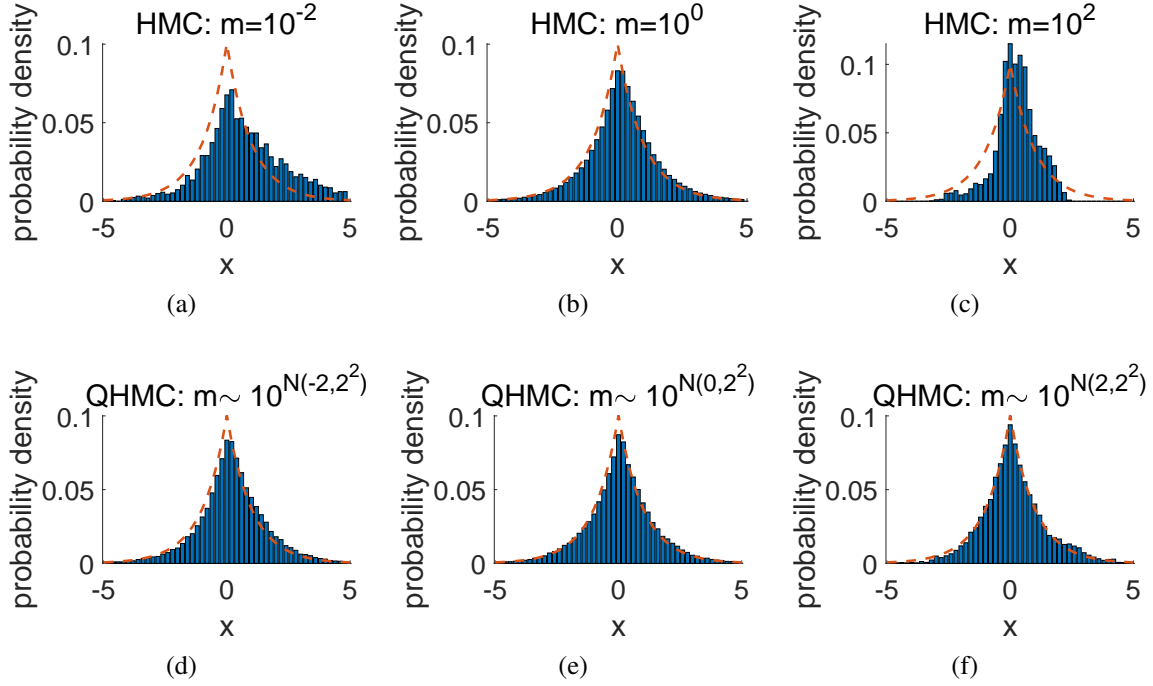 HMC: m=10^-2
probability density
0.1
0.05
0
-5 0 5
x
(a)
HMC: m=10^0
probability density
0.1
0.05
0
-5 0 5
x
(b)
HMC: m=10^2
probability density
0.1
0.05
0
-5 0 5
x
(c)
QHMC: m~ 10^N(-2,2^2)
probability density
0.1
0.05
0
-5 0 5
x
(d)
QHMC: m~ 10^N(0,2^2)
probability density
0.1
0.05
0
-5 0 5
x
(e)
QHMC: m~ 10^N(2,2^2)
probability density
0.1
0.05
0
-5 0 5
x
(f)